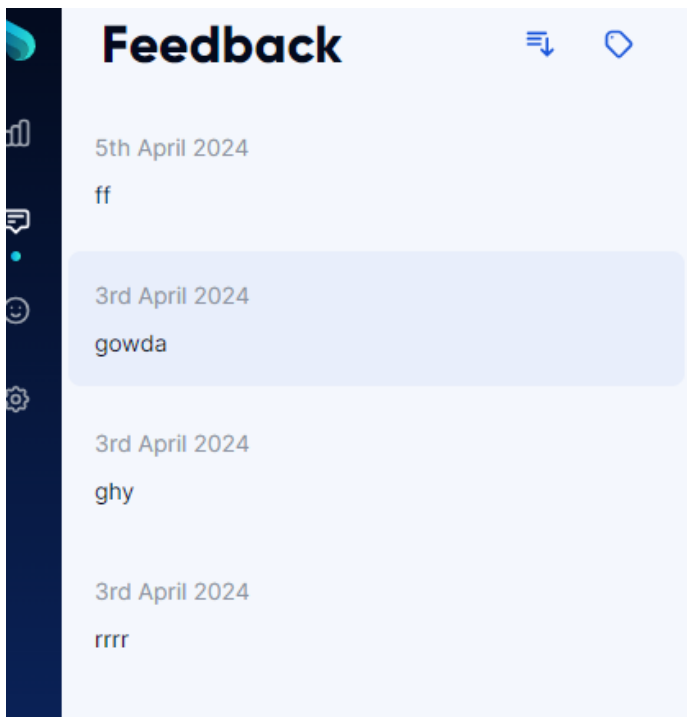 Feedback
5th April 2024
ff
3rd April 2024
gowda
3rd April 2024
ghy
3rd April 2024
rrrr